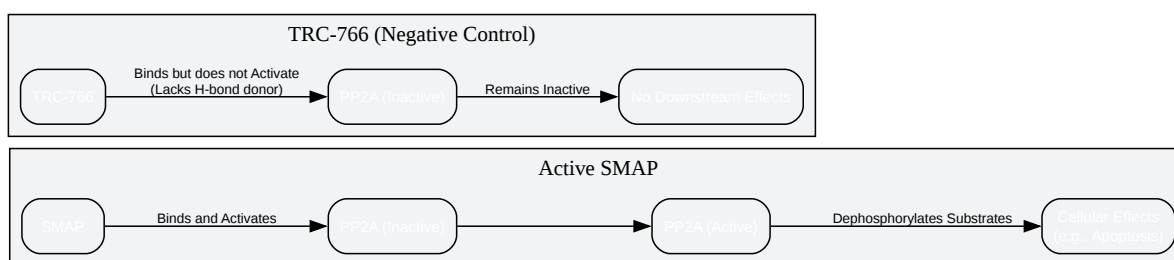 TRC-766 (Negative Control)
TRC-766
Binds but does not Activate
(Lacks H-bond donor)
PP2A (Inactive)
Remains Inactive
No Downstream Effects
Active SMAP
SMAP
Binds and Activates
PP2A (Inactive)
PP2A (Active)
Dephosphorylates Substrates
Cellular Effects
(e.g., Apoptosis)